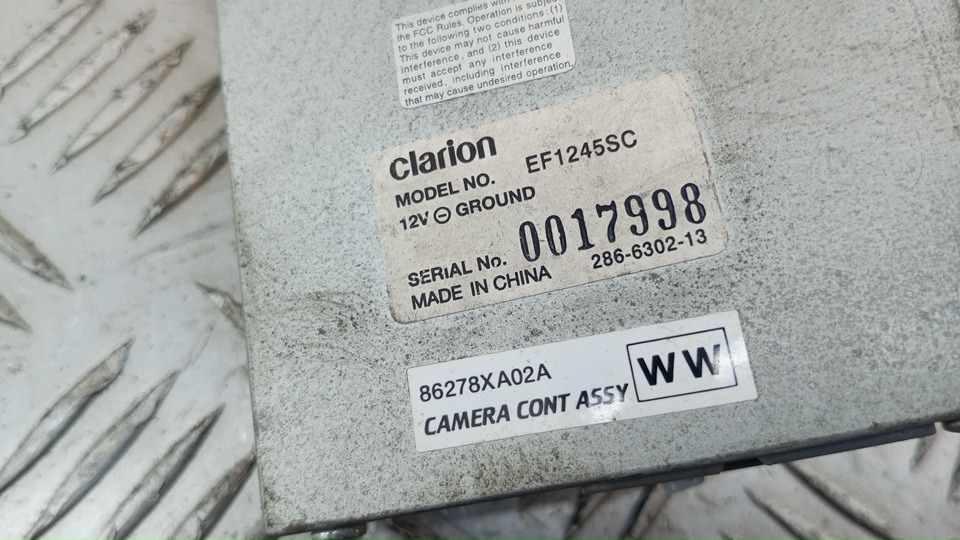 This device complies with
the FCC Rules. Operation is subject
to the following two conditions: (1)
This device may not cause harmful
interference, and (2) this device
must accept any interference
received, including interference
that may cause undesired operation.
clarion
MODEL NO. EF1245SC
12V ⊖ GROUND
SERIAL No. 0017998
MADE IN CHINA 286-6302-13
86278XA02A
CAMERA CONT ASSY WW